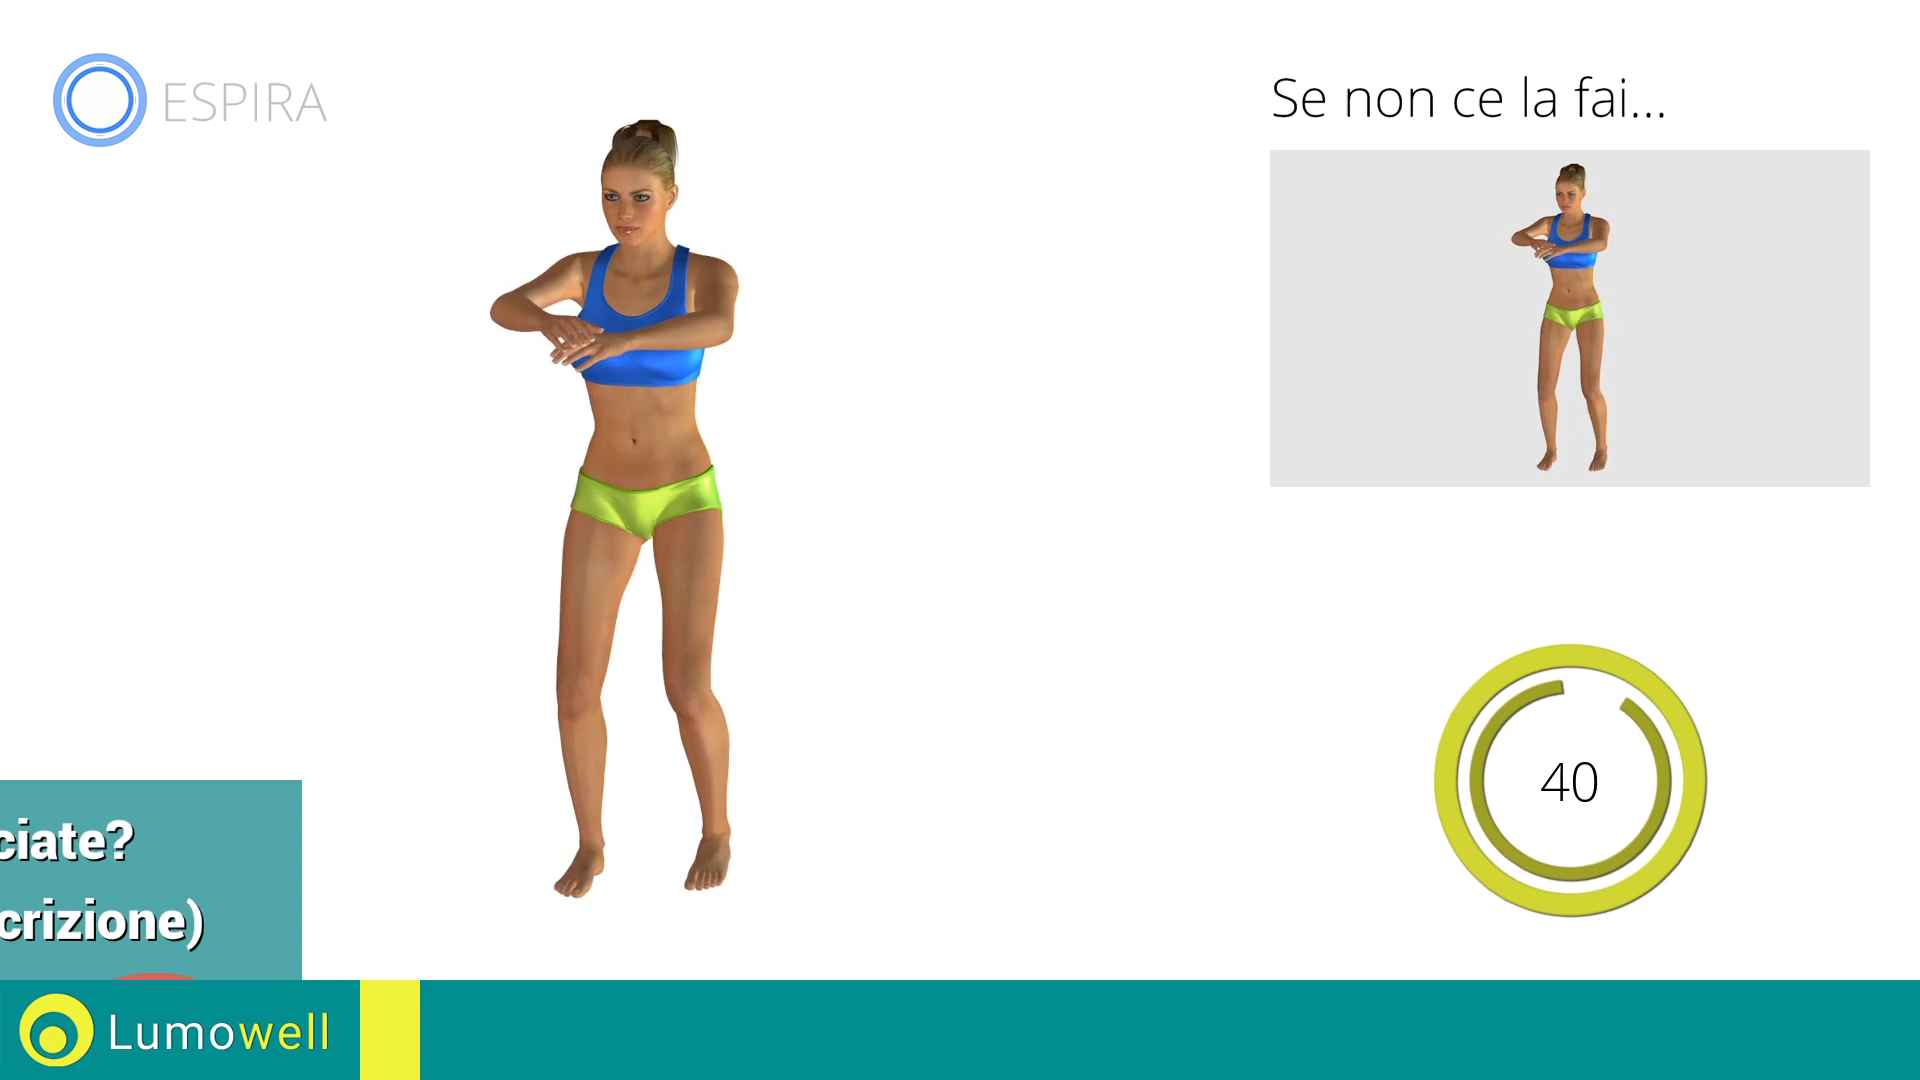 ESPIRA
Se non ce la fai...
40
ciate?
crizione)
Lumowell